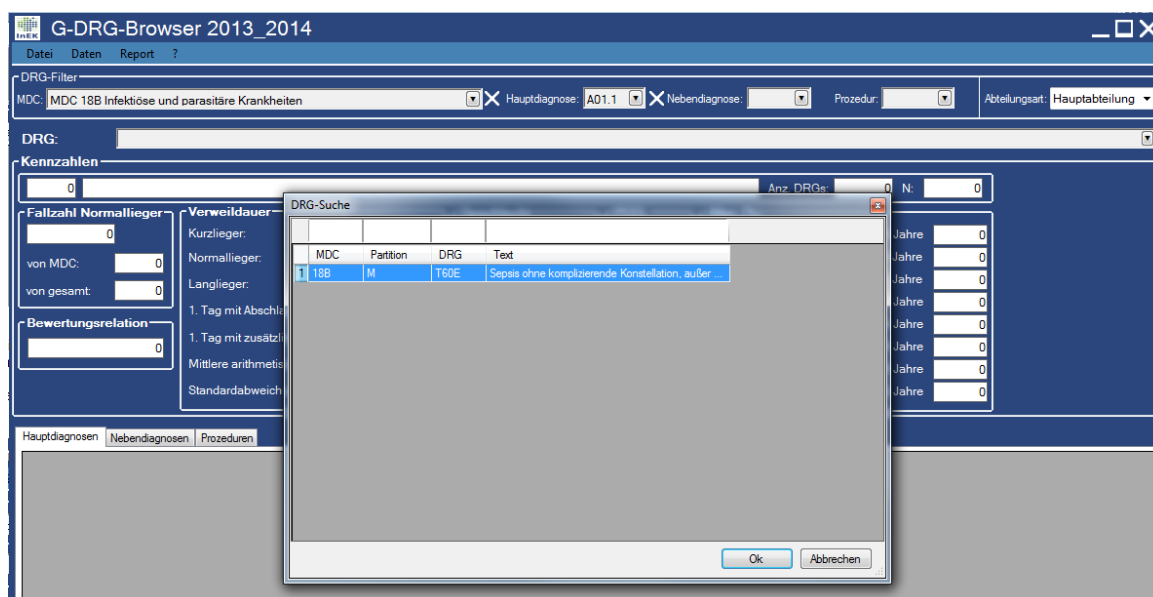 InEK G-DRG-Browser 2013_2014
Datei Daten Report ?
DRG-Filter
MDC: MDC 18B Infektiöse und parasitäre Krankheiten Hauptdiagnose: A01.1 Nebendiagnose: Prozedur: Abteilungsart: Hauptabteilung
DRG:
Kennzahlen
0 Anz. DRGs: 0 N: 0
Fallzahl Normallieger
0
von MDC: 0
von gesamt: 0
Bewertungsrelation
0
Verweildauer
Kurzlieger:
Normallieger:
Langlieger:
1. Tag mit Abschla
1. Tag mit zusätzli
Mittlere arithmetis
Standardabweich
DRG-Suche
MDC Partition DRG Text
1 18B M T60E Sepsis ohne komplizierende Konstellation, außer ...
Ok Abbrechen
Jahre 0
Jahre 0
Jahre 0
Jahre 0
Jahre 0
Jahre 0
Jahre 0
Jahre 0
Hauptdiagnosen Nebendiagnosen Prozeduren